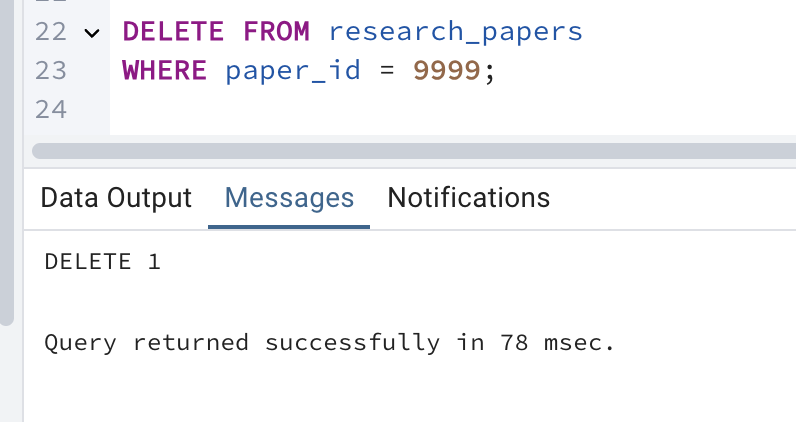 22 DELETE FROM research_papers
23 WHERE paper_id = 9999;
24
Data Output Messages Notifications
DELETE 1
Query returned successfully in 78 msec.